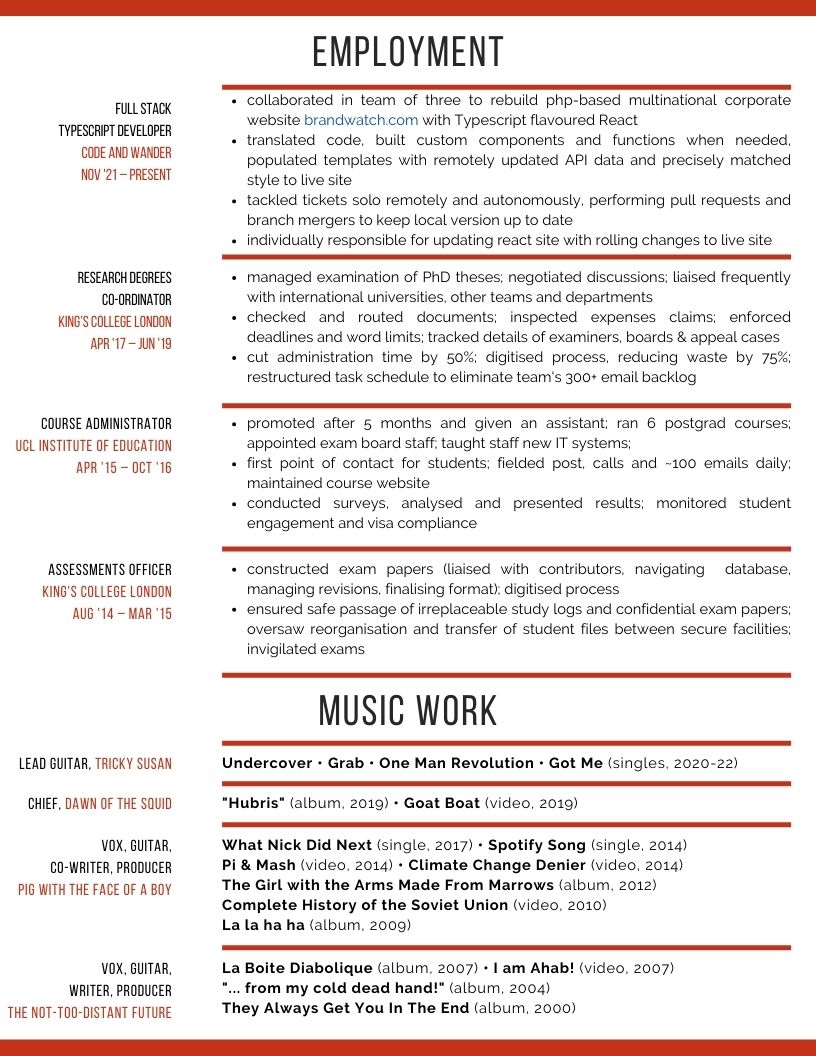 EMPLOYMENT
FULL STACK
TYPESCRIPT DEVELOPER
CODE AND WANDER
NOV '21 – PRESENT
• collaborated in team of three to rebuild php-based multinational corporate
website brandwatch.com with Typescript flavoured React
• translated code, built custom components and functions when needed,
populated templates with remotely updated API data and precisely matched
style to live site
• tackled tickets solo remotely and autonomously, performing pull requests and
branch mergers to keep local version up to date
• individually responsible for updating react site with rolling changes to live site
RESEARCH DEGREES
CO-ORDINATOR
KING'S COLLEGE LONDON
APR '17 – JUN '19
• managed examination of PhD theses; negotiated discussions; liaised frequently
with international universities, other teams and departments
• checked and routed documents; inspected expenses claims; enforced
deadlines and word limits; tracked details of examiners, boards & appeal cases
• cut administration time by 50%; digitised process, reducing waste by 75%;
restructured task schedule to eliminate team's 300+ email backlog
COURSE ADMINISTRATOR
UCL INSTITUTE OF EDUCATION
APR '15 – OCT '16
• promoted after 5 months and given an assistant; ran 6 postgrad courses;
appointed exam board staff; taught staff new IT systems;
• first point of contact for students; fielded post, calls and ~100 emails daily;
maintained course website
• conducted surveys, analysed and presented results; monitored student
engagement and visa compliance
ASSESSMENTS OFFICER
KING'S COLLEGE LONDON
AUG '14 – MAR '15
• constructed exam papers (liaised with contributors, navigating database,
managing revisions, finalising format); digitised process
• ensured safe passage of irreplaceable study logs and confidential exam papers;
oversaw reorganisation and transfer of student files between secure facilities;
invigilated exams
MUSIC WORK
LEAD GUITAR, TRICKY SUSAN
Undercover • Grab • One Man Revolution • Got Me (singles, 2020-22)
CHIEF, DAWN OF THE SQUID
"Hubris" (album, 2019) • Goat Boat (video, 2019)
VOX, GUITAR,
CO-WRITER, PRODUCER
PIG WITH THE FACE OF A BOY
What Nick Did Next (single, 2017) • Spotify Song (single, 2014)
Pi & Mash (video, 2014) • Climate Change Denier (video, 2014)
The Girl with the Arms Made From Marrows (album, 2012)
Complete History of the Soviet Union (video, 2010)
La la ha ha (album, 2009)
VOX, GUITAR,
WRITER, PRODUCER
THE NOT-TOO-DISTANT FUTURE
La Boite Diabolique (album, 2007) • I am Ahab! (video, 2007)
"... from my cold dead hand!" (album, 2004)
They Always Get You In The End (album, 2000)